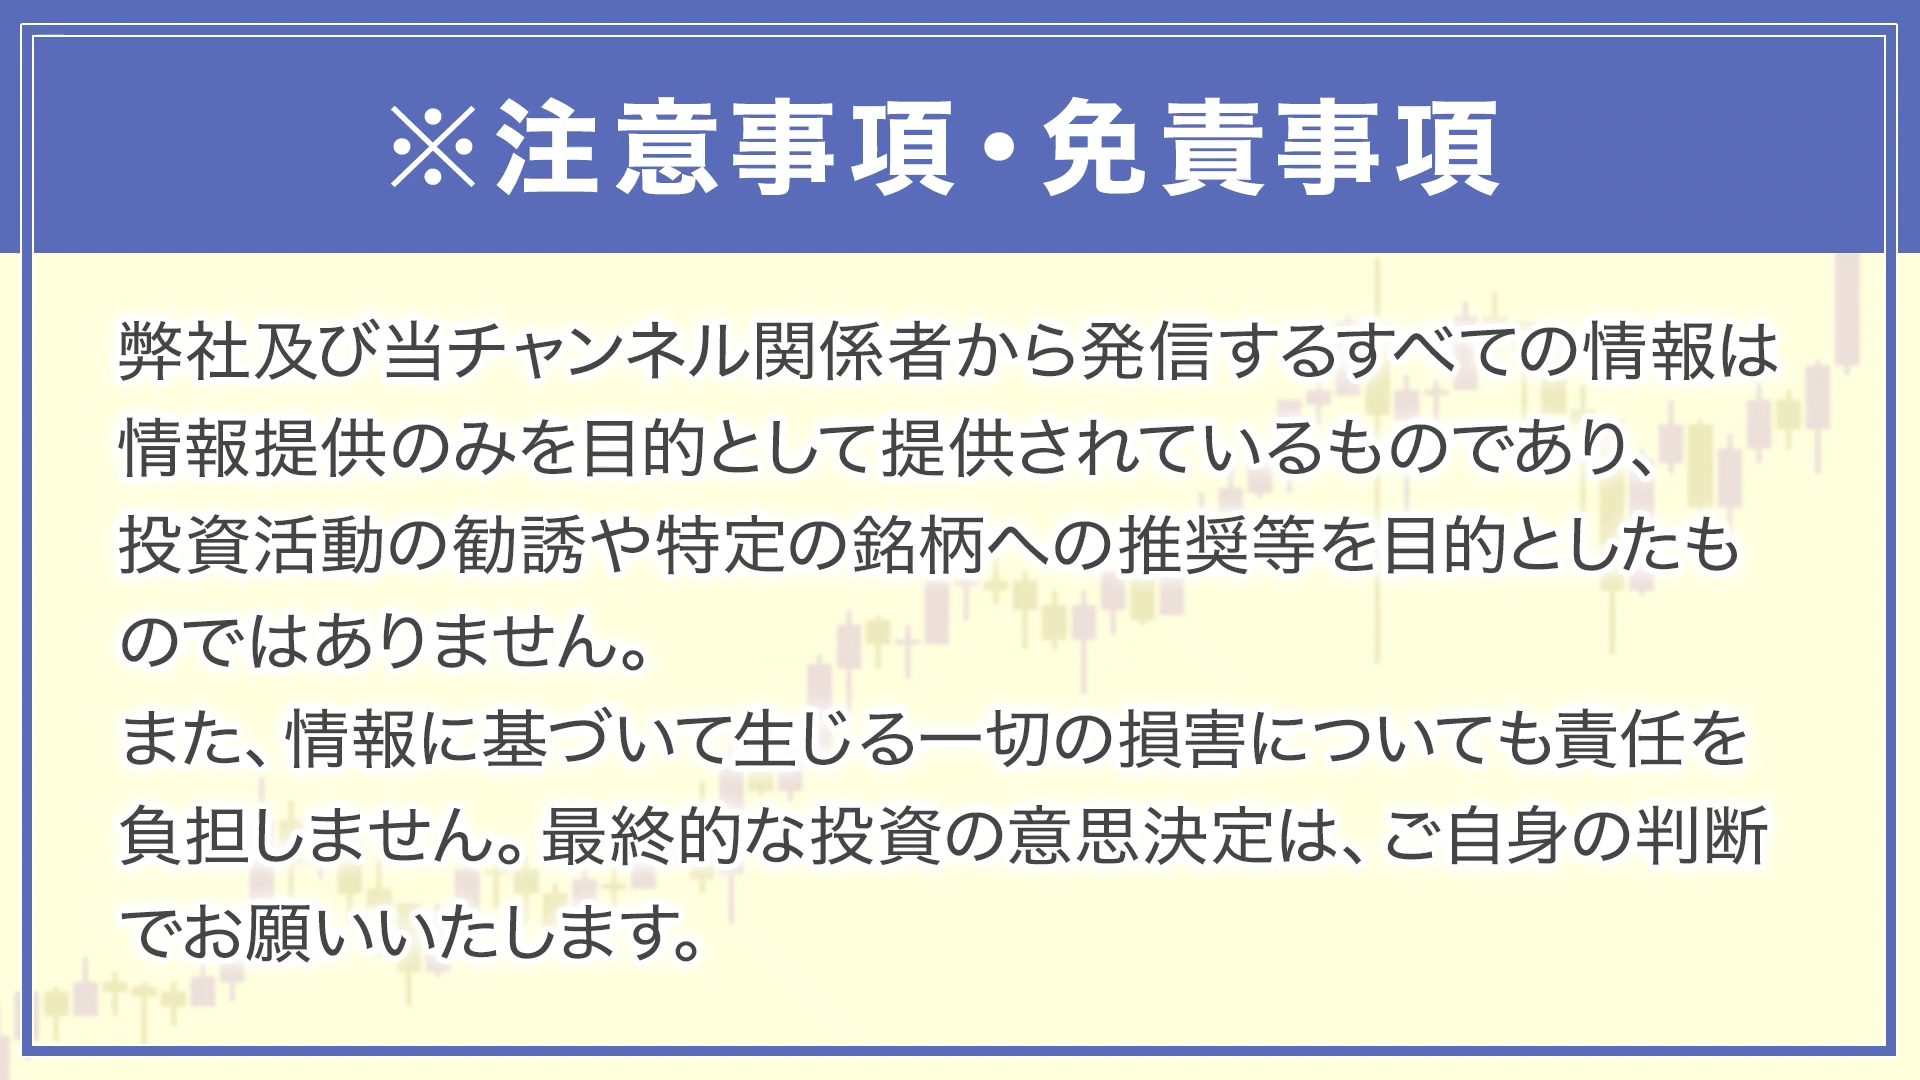 ※注意事項・免責事項
弊社及び当チャンネル関係者から発信するすべての情報は
情報提供のみを目的として提供されているものであり、
投資活動の勧誘や特定の銘柄への推奨等を目的としたも
のではありません。
また、情報に基づいて生じる一切の損害についても責任を
負担しません。最終的な投資の意思決定は、ご自身の判断
でお願いいたします。